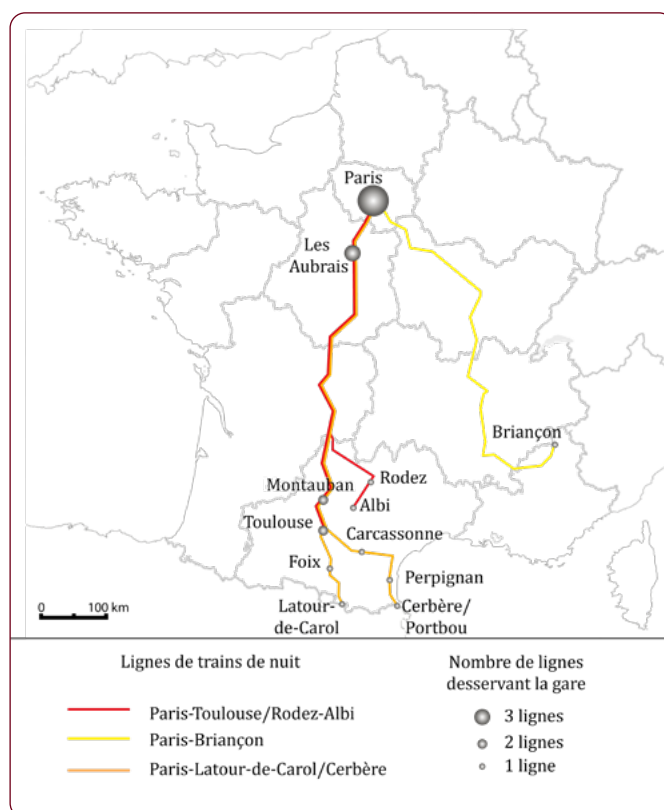 Paris
Les
Aubrais
Briançon
Rodez
Montauban
Albi
Toulouse
Carcassonne
Foix
Perpignan
Latour-
de-Carol
Cerbère/
Portbou
0 100 km
Lignes de trains de nuit
Paris-Toulouse/Rodez-Albi
Paris-Briançon
Paris-Latour-de-Carol/Cerbère
Nombre de lignes
desservant la gare
3 lignes
2 lignes
1 ligne